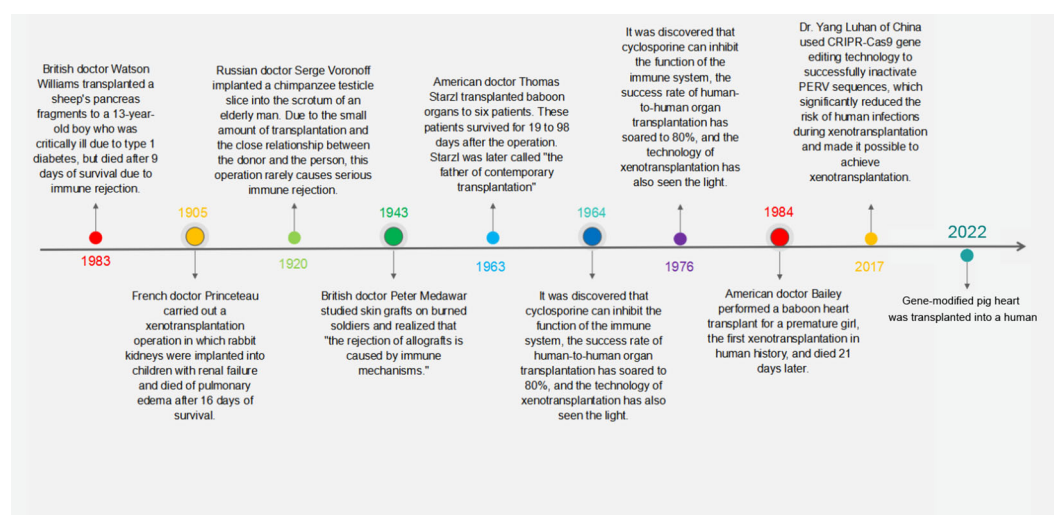 British doctor Watson
Williams transplanted a
sheep's pancreas
fragments to a 13-year-
old boy who was
critically ill due to type 1
diabetes, but died after 9
days of survival due to
immune rejection.
1983
1905
French doctor Princeteau
carried out a
xenotransplantation
operation in which rabbit
kidneys were implanted into
children with renal failure
and died of pulmonary
edema after 16 days of
survival.
Russian doctor Serge Voronoff
implanted a chimpanzee testicle
slice into the scrotum of an
elderly man. Due to the small
amount of transplantation and
the close relationship between
the donor and the person, this
operation rarely causes serious
immune rejection.
1920
1943
British doctor Peter Medawar
studied skin grafts on burned
soldiers and realized that
"the rejection of allografts is
caused by immune
mechanisms."
American doctor Thomas
Starzl transplanted baboon
organs to six patients. These
patients survived for 19 to 98
days after the operation.
Starzl was later called "the
father of contemporary
transplantation"
1963
1964
It was discovered that
cyclosporine can inhibit the
function of the immune
system, the success rate of
human-to-human organ
transplantation has soared to
80%, and the technology of
xenotransplantation has also
seen the light.
It was discovered that
cyclosporine can inhibit
the function of the
immune system, the
success rate of human-
to-human organ
transplantation has
soared to 80%, and the
technology of
xenotransplantation has
also seen the light.
1976
1984
American doctor Bailey
performed a baboon heart
transplant for a premature girl,
the first xenotransplantation in
human history, and died 21
days later.
Dr. Yang Luhan of China
used CRIPR-Cas9 gene
editing technology to
successfully inactivate
PERV sequences, which
significantly reduced the
risk of human infections
during xenotransplantation
and made it possible to
achieve
xenotransplantation.
2017
2022
Gene-modified pig heart
was transplanted into a human